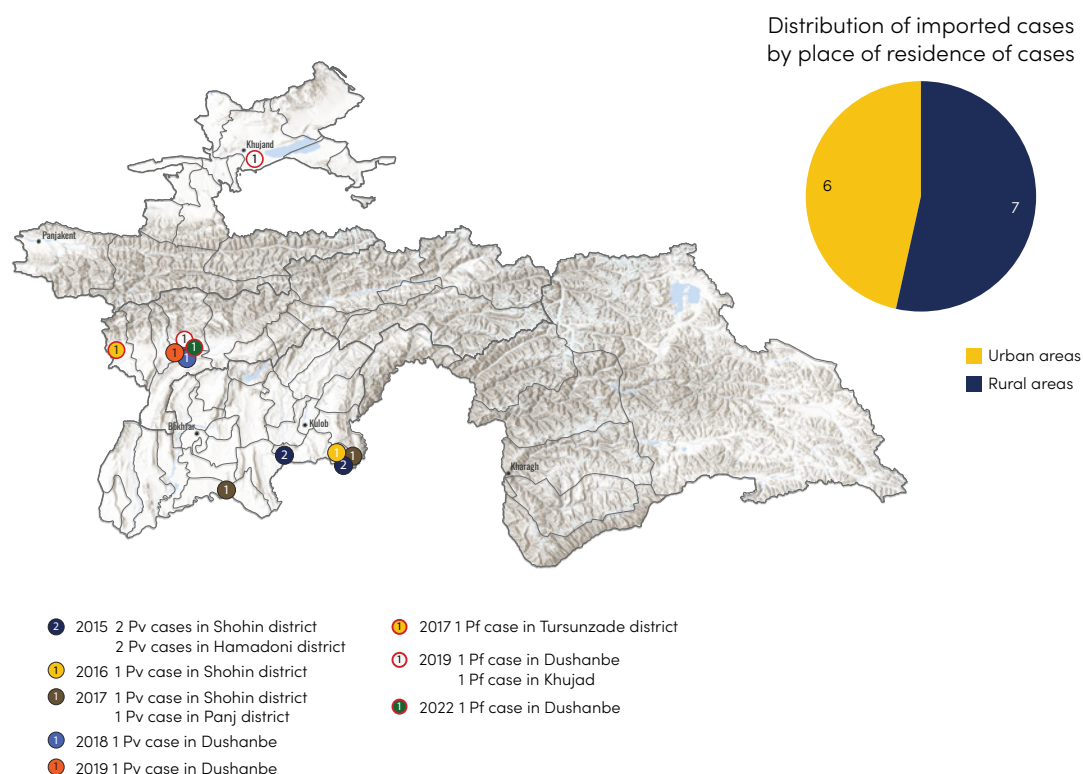 Distribution of imported cases
by place of residence of cases
6
7
Urban areas
Rural areas
Khujand
1
Panjakent
1
1
1
1
1
Bokhtar
Kulob
2
1
1
2
1
Kharagh
2 2015 2 Pv cases in Shohin district
2 Pv cases in Hamadoni district
1 2016 1 Pv case in Shohin district
1 2017 1 Pv case in Shohin district
1 Pv case in Panj district
1 2018 1 Pv case in Dushanbe
1 2019 1 Pv case in Dushanbe
1 2017 1 Pf case in Tursunzade district
1 2019 1 Pf case in Dushanbe
1 Pf case in Khujad
1 2022 1 Pf case in Dushanbe